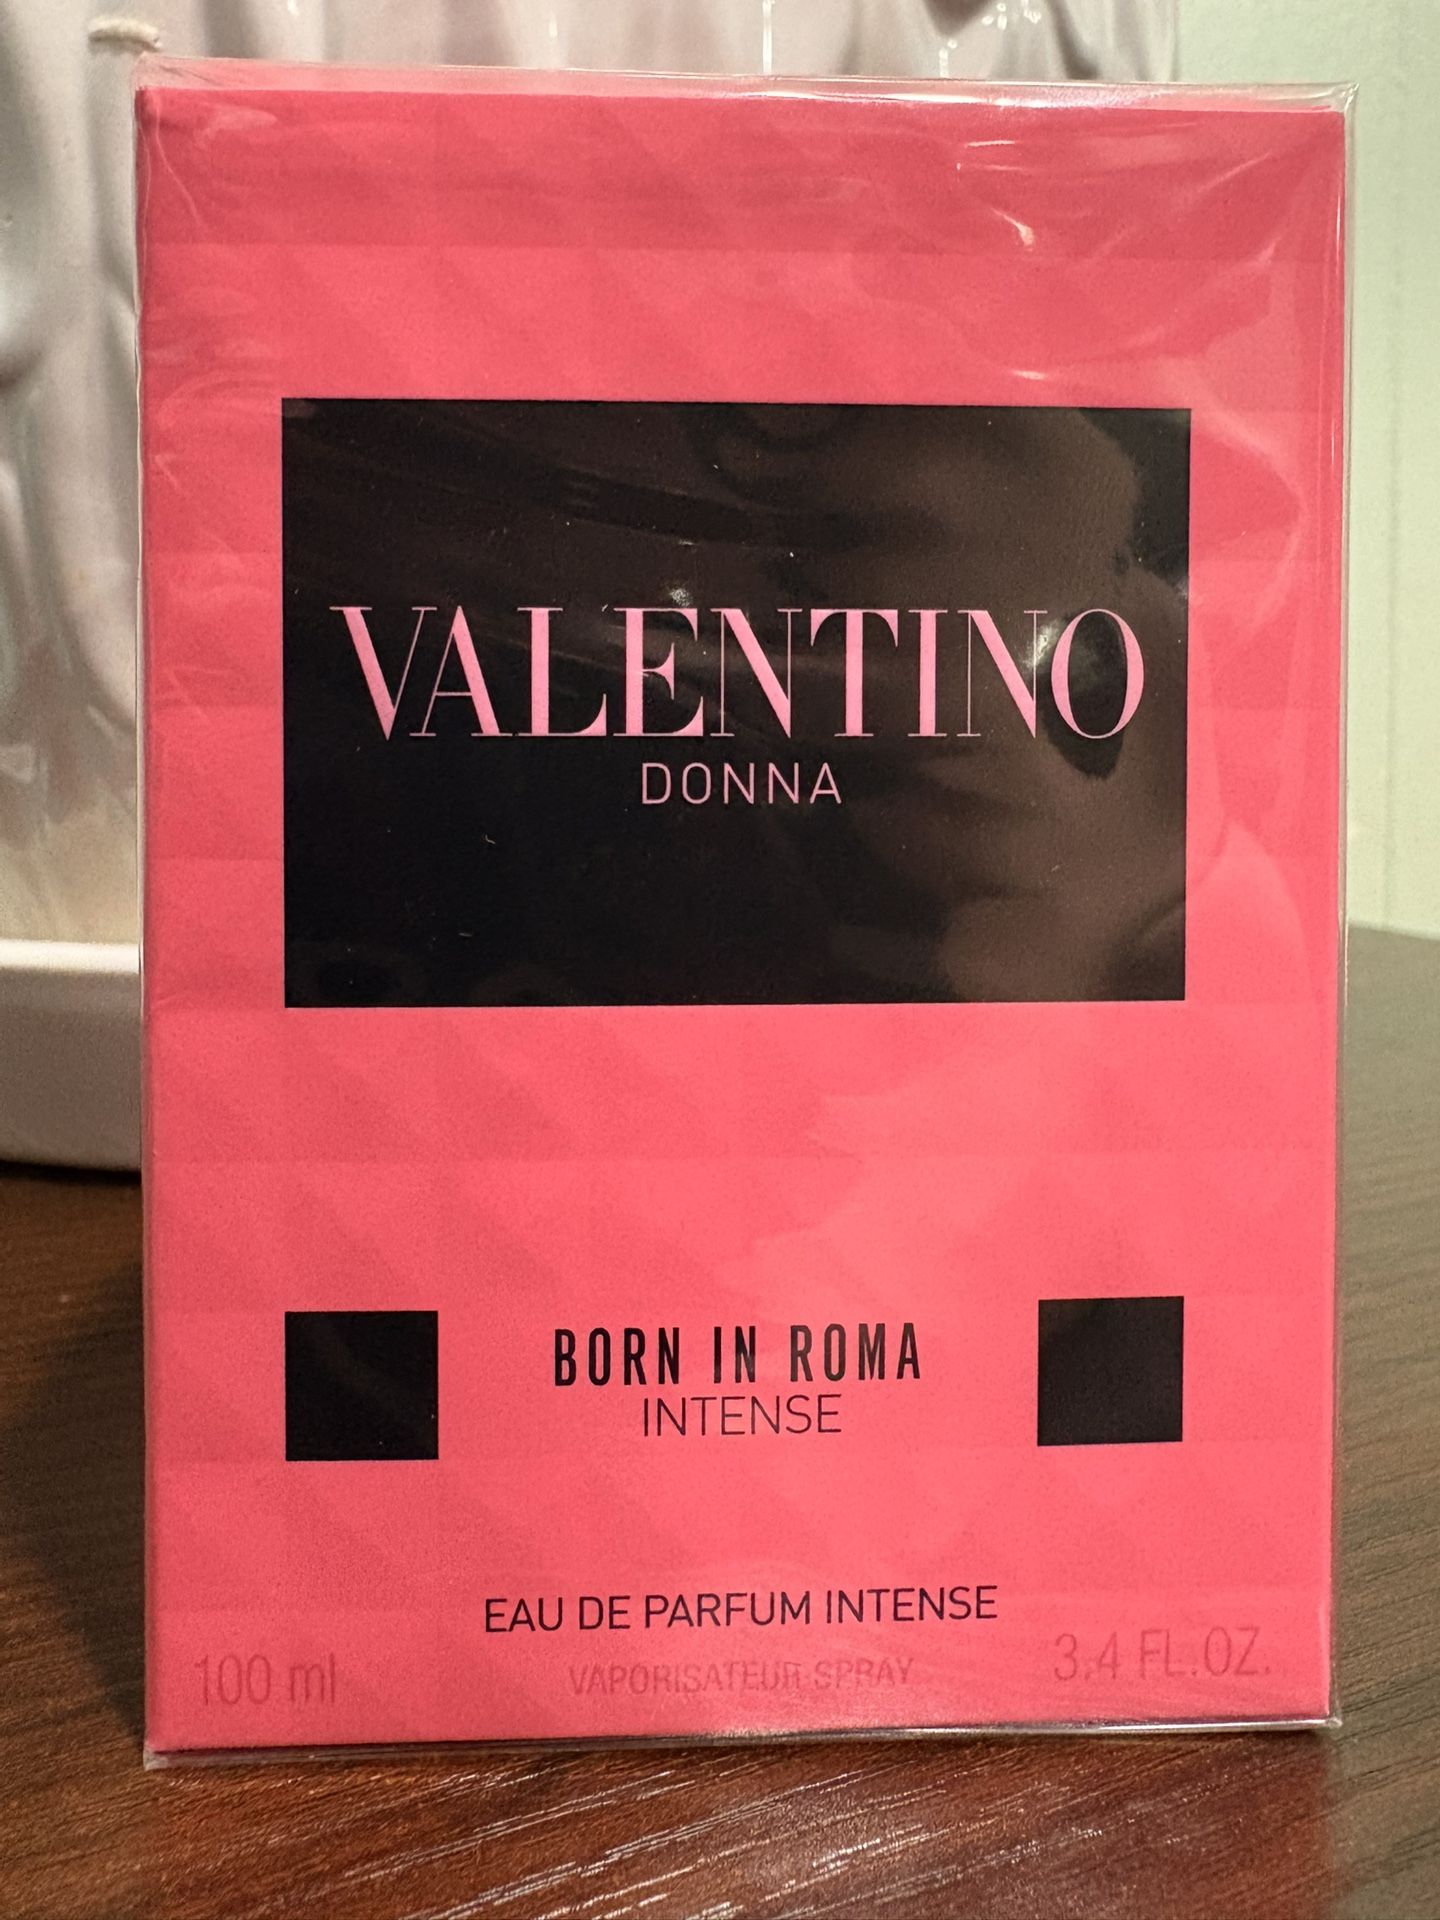 VALENTINO
DONNA
BORN IN ROMA
INTENSE
EAU DE PARFUM INTENSE
100 ml VAPORISATEUR SPRAY 3.4 FL.OZ.